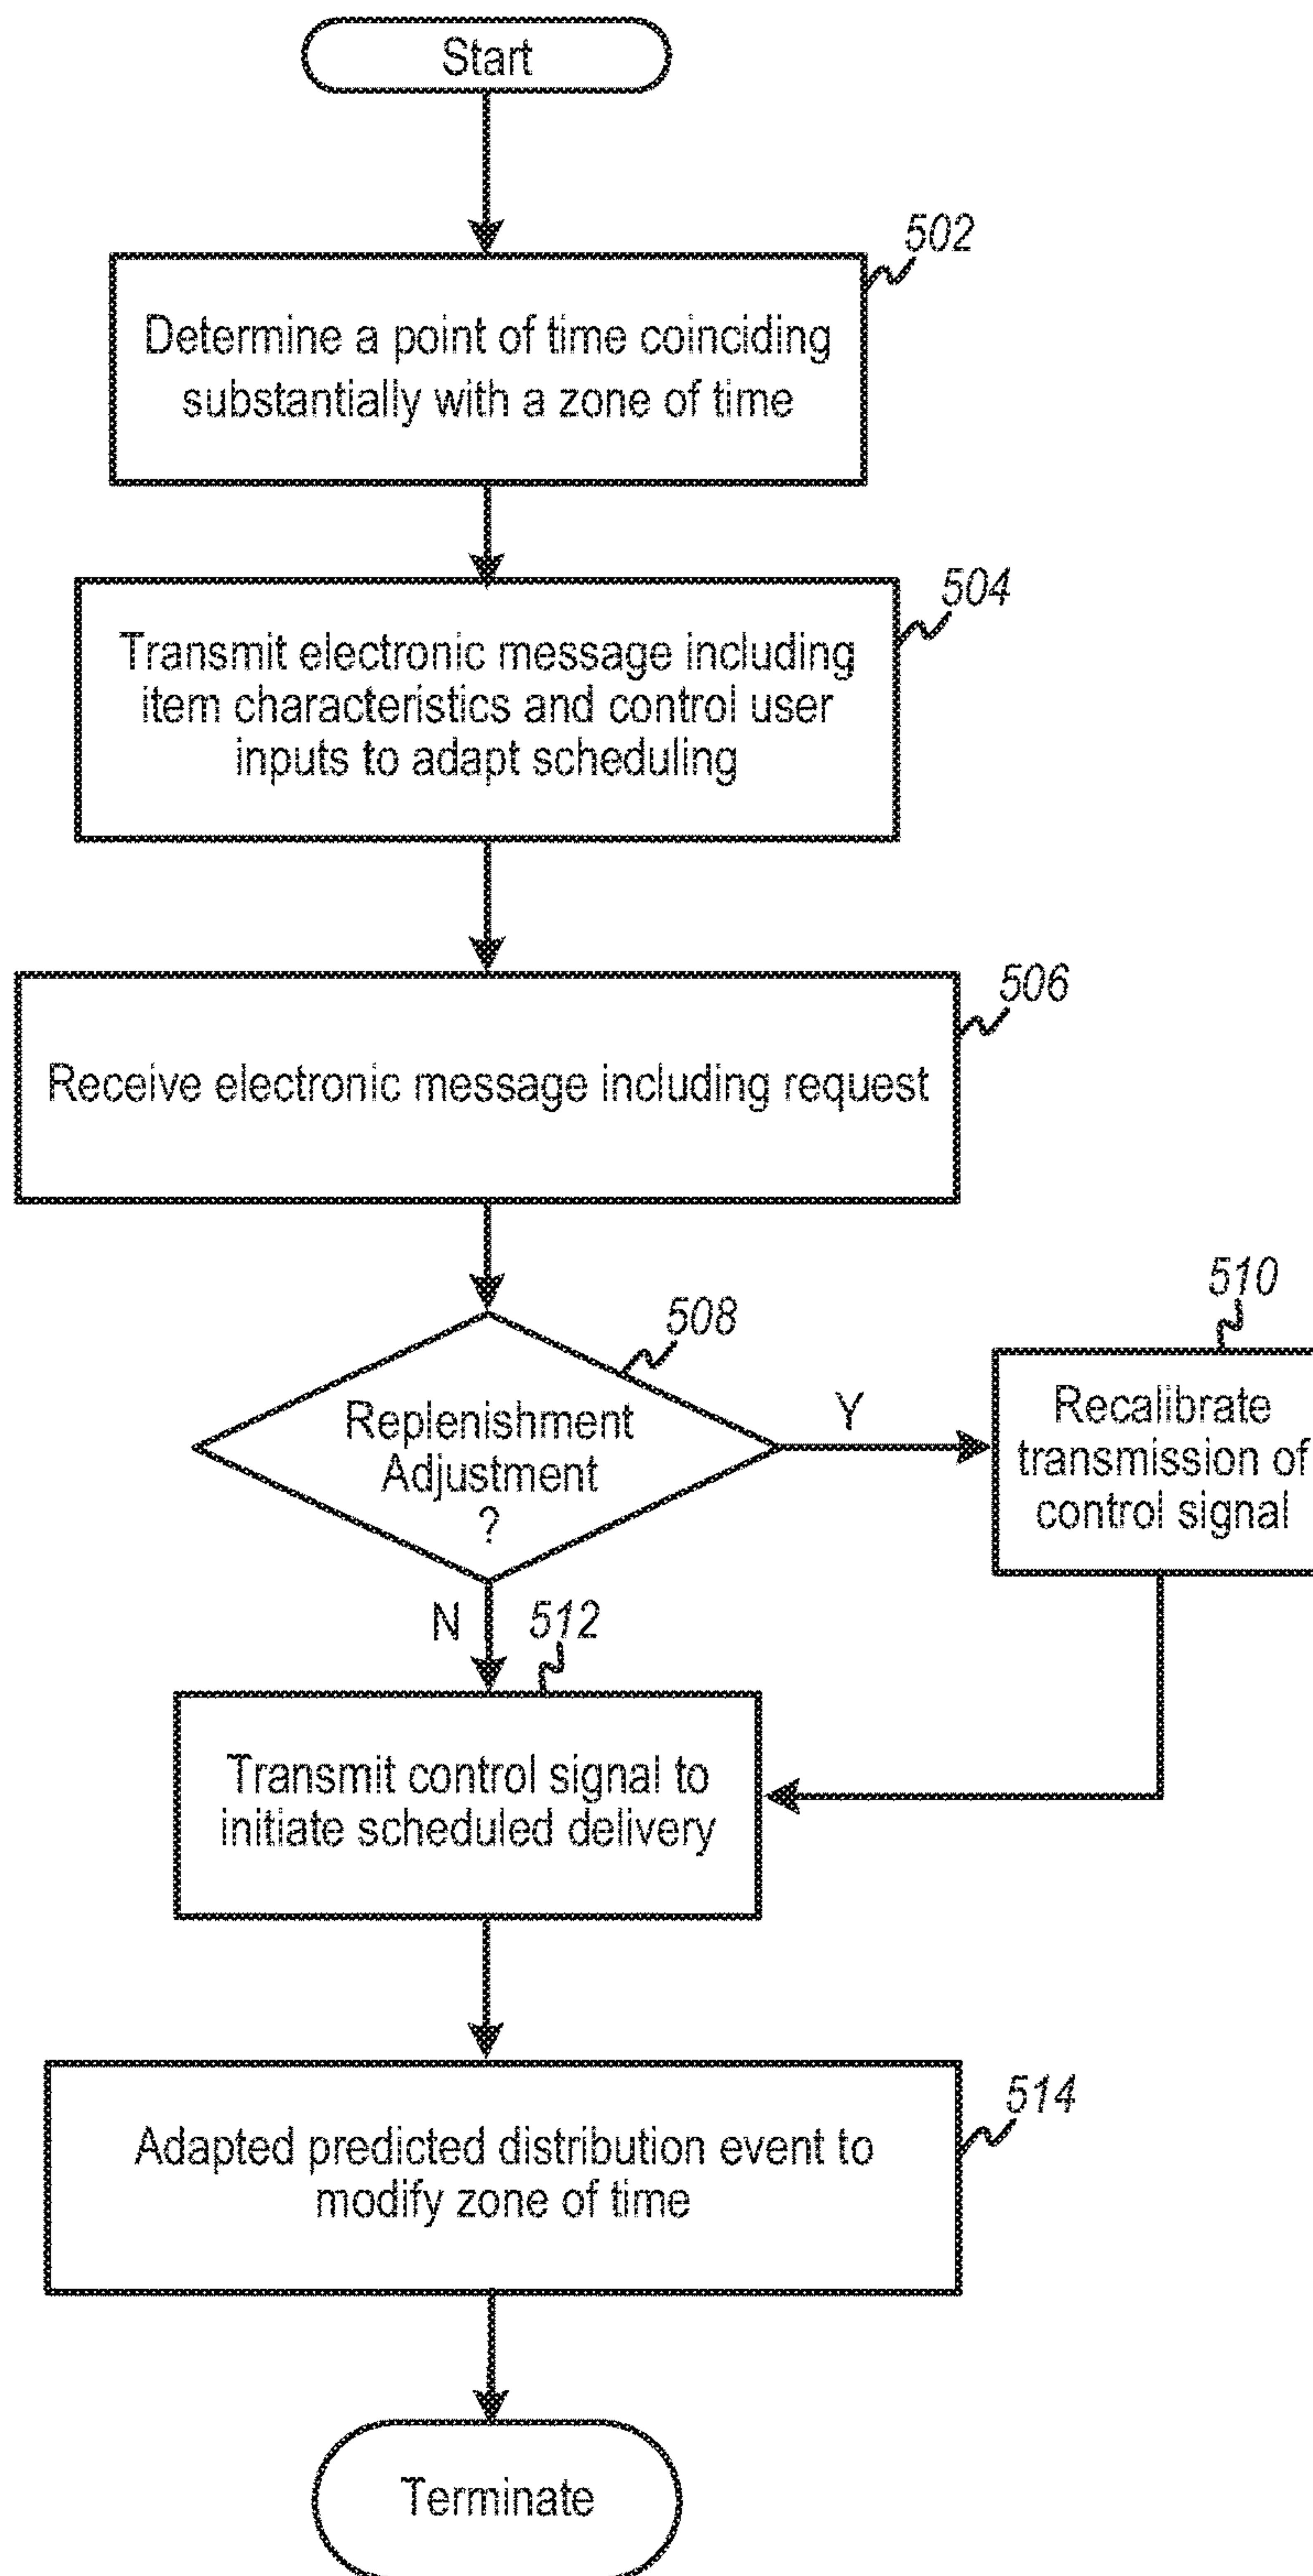 Start
502
Determine a point of time coinciding
substantially with a zone of time
504
Transmit electronic message including
item characteristics and control user
inputs to adapt scheduling
506
Receive electronic message including request
508
Replenishment
Adjustment
?
Y
510
Recalibrate
transmission of
control signal
N
512
Transmit control signal to
initiate scheduled delivery
514
Adapted predicted distribution event to
modify zone of time
Terminate